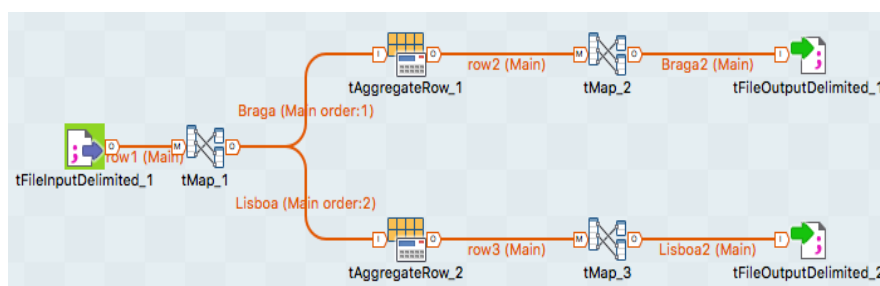 tAggregateRow_1
row2 (Main)
tMap_2
Braga2 (Main)
tFileOutputDelimited_1
Braga (Main order:1)
tFileInputDelimited_1
row1 (Main)
tMap_1
Lisboa (Main order:2)
tAggregateRow_2
row3 (Main)
tMap_3
Lisboa2 (Main)
tFileOutputDelimited_2